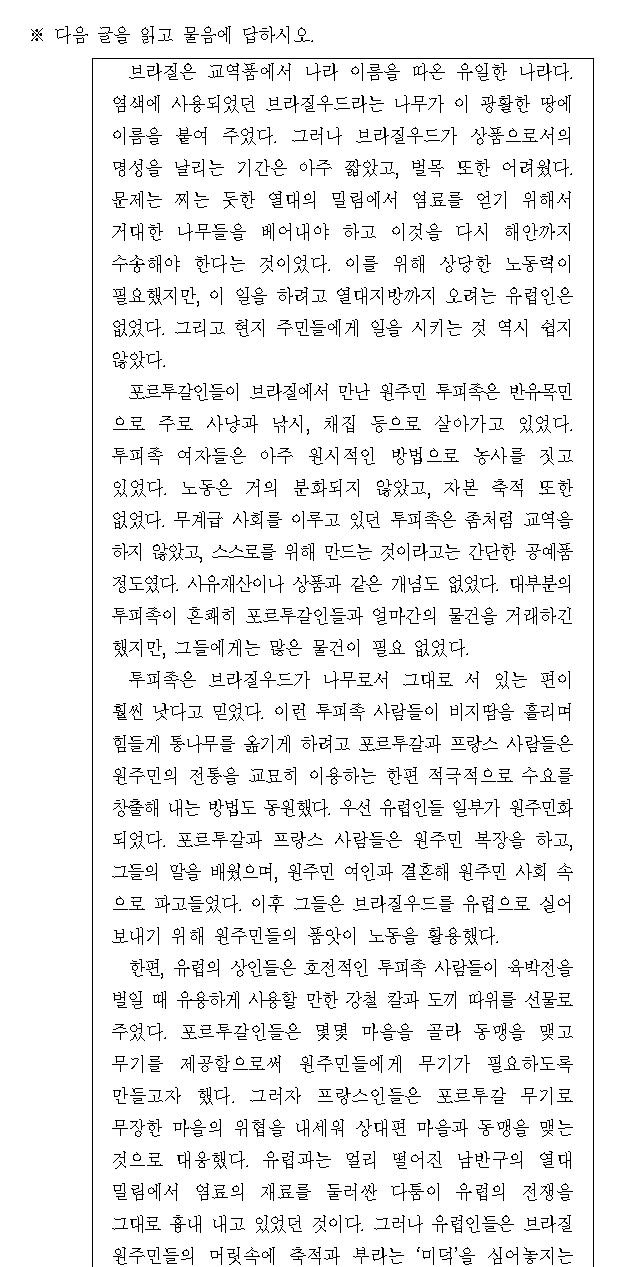 ※ 다음 글을 읽고 물음에 답하시오.
브라질은 교역품에서 나라 이름을 따온 유일한 나라다.
염색에 사용되었던 브라질우드라는 나무가 이 광활한 땅에
이름을 붙여 주었다. 그러나 브라질우드가 상품으로서의
명성을 날리는 기간은 아주 짧았고, 벌목 또한 어려웠다.
문제는 찌는 듯한 열대의 밀림에서 염료를 얻기 위해서
거대한 나무들을 베어내야 하고 이것을 다시 해안까지
수송해야 한다는 것이었다. 이를 위해 상당한 노동력이
필요했지만, 이 일을 하려고 열대지방까지 오려는 유럽인은
없었다. 그리고 현지 주민들에게 일을 시키는 것 역시 쉽지
않았다.
포르투갈인들이 브라질에서 만난 원주민 투피족은 반유목민
으로 주로 사냥과 낚시, 채집 등으로 살아가고 있었다.
투피족 여자들은 아주 원시적인 방법으로 농사를 짓고
있었다. 노동은 거의 분화되지 않았고, 자본 축적 또한
없었다. 무계급 사회를 이루고 있던 투피족은 좀처럼 교역을
하지 않았고, 스스로를 위해 만드는 것이라고는 간단한 공예품
정도였다. 사유재산이나 상품과 같은 개념도 없었다. 대부분의
투피족이 흔쾌히 포르투갈인들과 얼마간의 물건을 거래하긴
했지만, 그들에게는 많은 물건이 필요 없었다.
투피족은 브라질우드가 나무로서 그대로 서 있는 편이
훨씬 낫다고 믿었다. 이런 투피족 사람들이 비지땀을 흘리며
힘들게 통나무를 옮기게 하려고 포르투갈과 프랑스 사람들은
원주민의 전통을 교묘히 이용하는 한편 적극적으로 수요를
창출해 내는 방법도 동원했다. 우선 유럽인들 일부가 원주민화
되었다. 포르투갈과 프랑스 사람들은 원주민 복장을 하고,
그들의 말을 배웠으며, 원주민 여인과 결혼해 원주민 사회 속
으로 파고들었다. 이후 그들은 브라질우드를 유럽으로 실어
보내기 위해 원주민들의 품앗이 노동을 활용했다.
한편, 유럽의 상인들은 호전적인 투피족 사람들이 육박전을
벌일 때 유용하게 사용할 만한 강철 칼과 도끼 따위를 선물로
주었다. 포르투갈인들은 몇몇 마을을 골라 동맹을 맺고
무기를 제공함으로써 원주민들에게 무기가 필요하도록
만들고자 했다. 그러자 프랑스인들은 포르투갈 무기로
무장한 마을의 위협을 내세워 상대편 마을과 동맹을 맺는
것으로 대응했다. 유럽과는 멀리 떨어진 남반구의 열대
밀림에서 염료의 재료를 둘러싼 다툼이 유럽의 전쟁을
그대로 흉내 내고 있었던 것이다. 그러나 유럽인들은 브라질
원주민들의 머릿속에 축적과 부라는 ‘미덕’을 심어놓지는